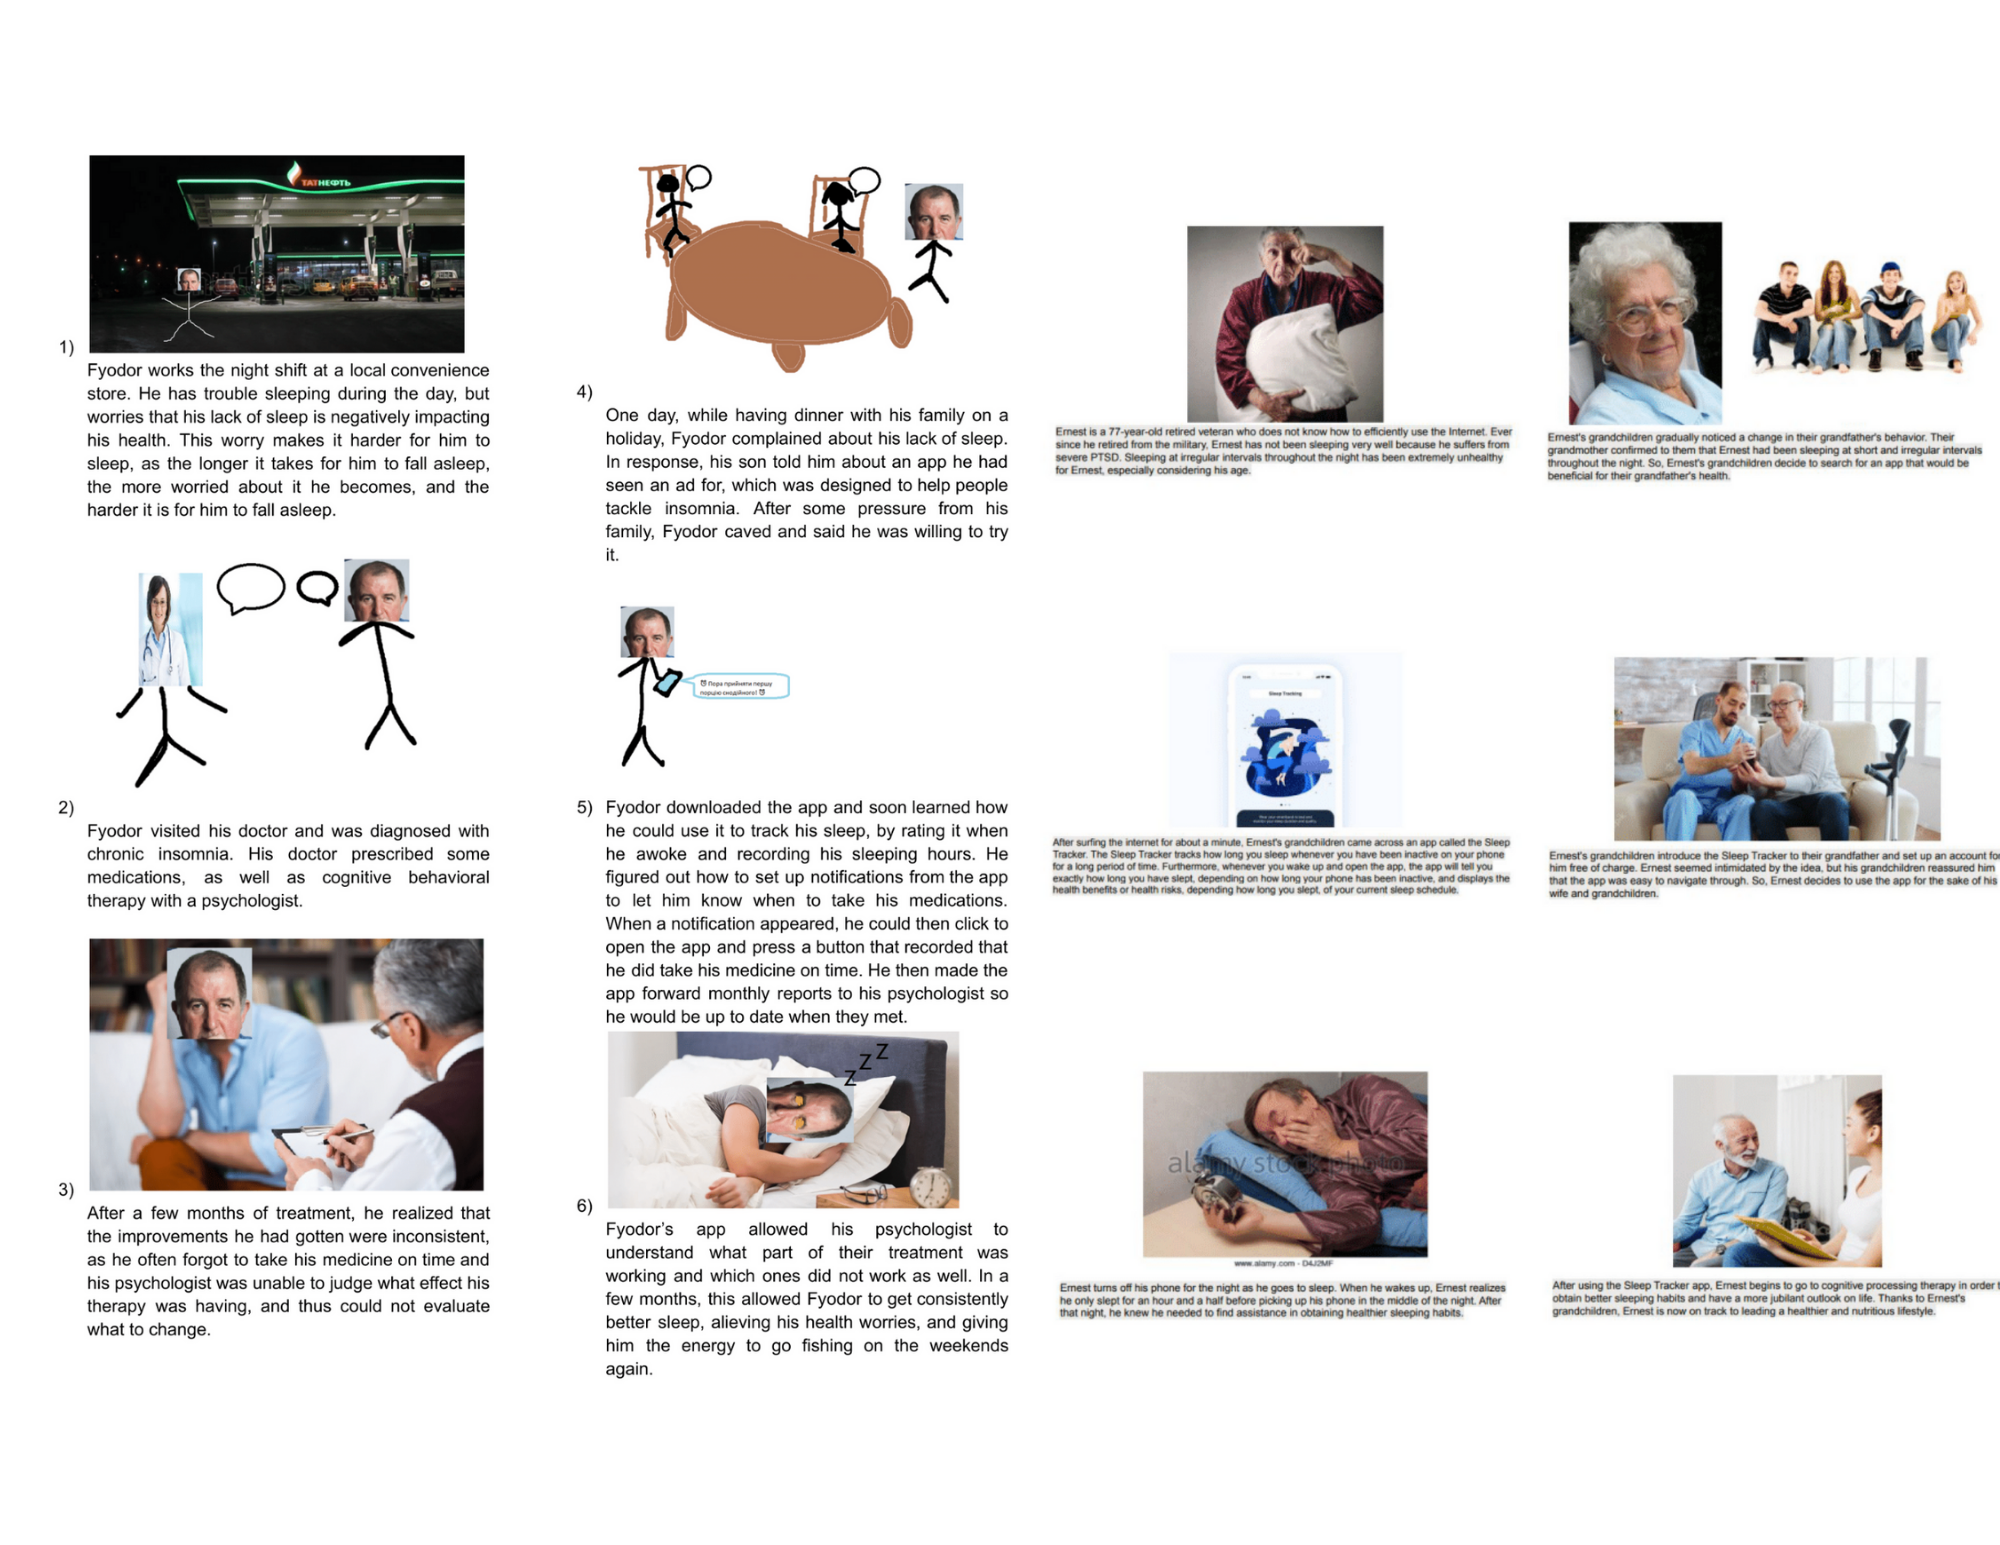 ТАТНЕФТЬ
1)
Fyodor works the night shift at a local convenience
store. He has trouble sleeping during the day, but
worries that his lack of sleep is negatively impacting
his health. This worry makes it harder for him to
sleep, as the longer it takes for him to fall asleep,
the more worried about it he becomes, and the
harder it is for him to fall asleep.
2)
Fyodor visited his doctor and was diagnosed with
chronic insomnia. His doctor prescribed some
medications, as well as cognitive behavioral
therapy with a psychologist.
3)
After a few months of treatment, he realized that
the improvements he had gotten were inconsistent,
as he often forgot to take his medicine on time and
his psychologist was unable to judge what effect his
therapy was having, and thus could not evaluate
what to change.
4)
One day, while having dinner with his family on a
holiday, Fyodor complained about his lack of sleep.
In response, his son told him about an app he had
seen an ad for, which was designed to help people
tackle insomnia. After some pressure from his
family, Fyodor caved and said he was willing to try
it.
Пора прийняти першу
порцію снодійного!
5) Fyodor downloaded the app and soon learned how
he could use it to track his sleep, by rating it when
he awoke and recording his sleeping hours. He
figured out how to set up notifications from the app
to let him know when to take his medications.
When a notification appeared, he could then click to
open the app and press a button that recorded that
he did take his medicine on time. He then made the
app forward monthly reports to his psychologist so
he would be up to date when they met.
z z z
6)
Fyodor's app allowed his psychologist to
understand what part of their treatment was
working and which ones did not work as well. In a
few months, this allowed Fyodor to get consistently
better sleep, alieving his health worries, and giving
him the energy to go fishing on the weekends
again.
Ernest is a 77-year-old retired veteran who does not know how to efficiently use the Internet. Ever
since he retired from the military, Ernest has not been sleeping very well because he suffers from
severe PTSD. Sleeping at irregular intervals throughout the night has been extremely unhealthy
for Ernest, especially considering his age.
Ernest's grandchildren gradually noticed a change in their grandfather's behavior. Their
grandmother confirmed to them that Ernest had been sleeping at short and irregular intervals
throughout the night. So, Ernest's grandchildren decide to search for an app that would be
beneficial for their grandfather's health.
Sleep Tracking
After surfing the internet for about a minute, Ernest's grandchildren came across an app called the Sleep
Tracker. The Sleep Tracker tracks how long you sleep whenever you have been inactive on your phone
for a long period of time. Furthermore, whenever you wake up and open the app, the app will tell you
exactly how long you have slept, depending on how long your phone has been inactive, and displays the
health benefits or health risks, depending how long you slept, of your current sleep schedule.
Ernest's grandchildren introduce the Sleep Tracker to their grandfather and set up an account for
him free of charge. Ernest seemed intimidated by the idea, but his grandchildren reassured him
that the app was easy to navigate through. So, Ernest decides to use the app for the sake of his
wife and grandchildren.
alamy stock photo
www.alamy.com - D4J2MF
Ernest turns off his phone for the night as he goes to sleep. When he wakes up, Ernest realizes
he only slept for an hour and a half before picking up his phone in the middle of the night. After
that night, he knew he needed to find assistance in obtaining healthier sleeping habits.
After using the Sleep Tracker app, Ernest begins to go to cognitive processing therapy in order t
obtain better sleeping habits and have a more jubilant outlook on life. Thanks to Ernest's
grandchildren, Ernest is now on track to leading a healthier and nutritious lifestyle.